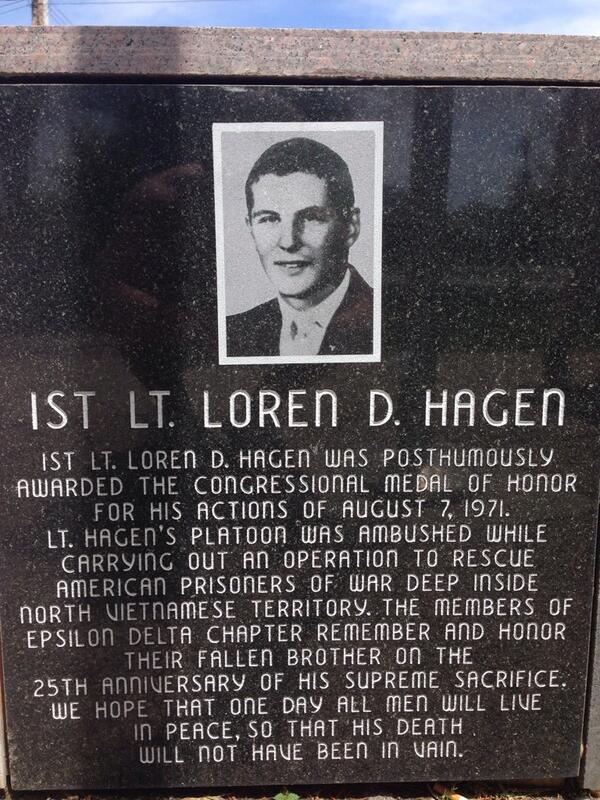 1ST LT. LOREN D. HAGEN
1ST LT. LOREN D. HAGEN WAS POSTHUMOUSLY
AWARDED THE CONGRESSIONAL MEDAL OF HONOR
FOR HIS ACTIONS OF AUGUST 7, 1971.
LT. HAGEN'S PLATOON WAS AMBUSHED WHILE
CARRYING OUT AN OPERATION TO RESCUE
AMERICAN PRISONERS OF WAR DEEP INSIDE
NORTH VIETNAMESE TERRITORY. THE MEMBERS OF
EPSILON DELTA CHAPTER REMEMBER AND HONOR
THEIR FALLEN BROTHER ON THE
25TH ANNIVERSARY OF HIS SUPREME SACRIFICE.
WE HOPE THAT ONE DAY ALL MEN WILL LIVE
IN PEACE, SO THAT HIS DEATH
WILL NOT HAVE BEEN IN VAIN.